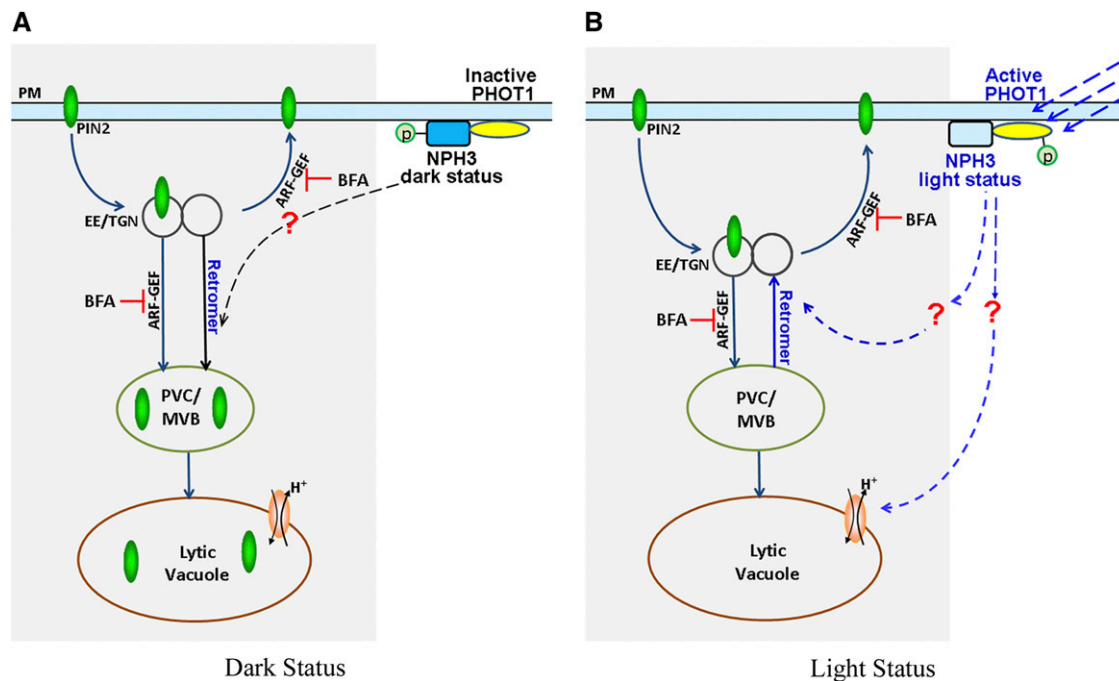 A
PM
PIN2
Inactive
PHOT1
p
NPH3
dark status
ARF-GEF
BFA
?
EE/TGN
BFA
ARF-GEF
Retromer
PVC/
MVB
H+
Lytic
Vacuole
Dark Status
B
PM
PIN2
Active
PHOT1
p
NPH3
light status
ARF-GEF
BFA
EE/TGN
BFA
ARF-GEF
Retromer
?
?
PVC/
MVB
H+
Lytic
Vacuole
Light Status